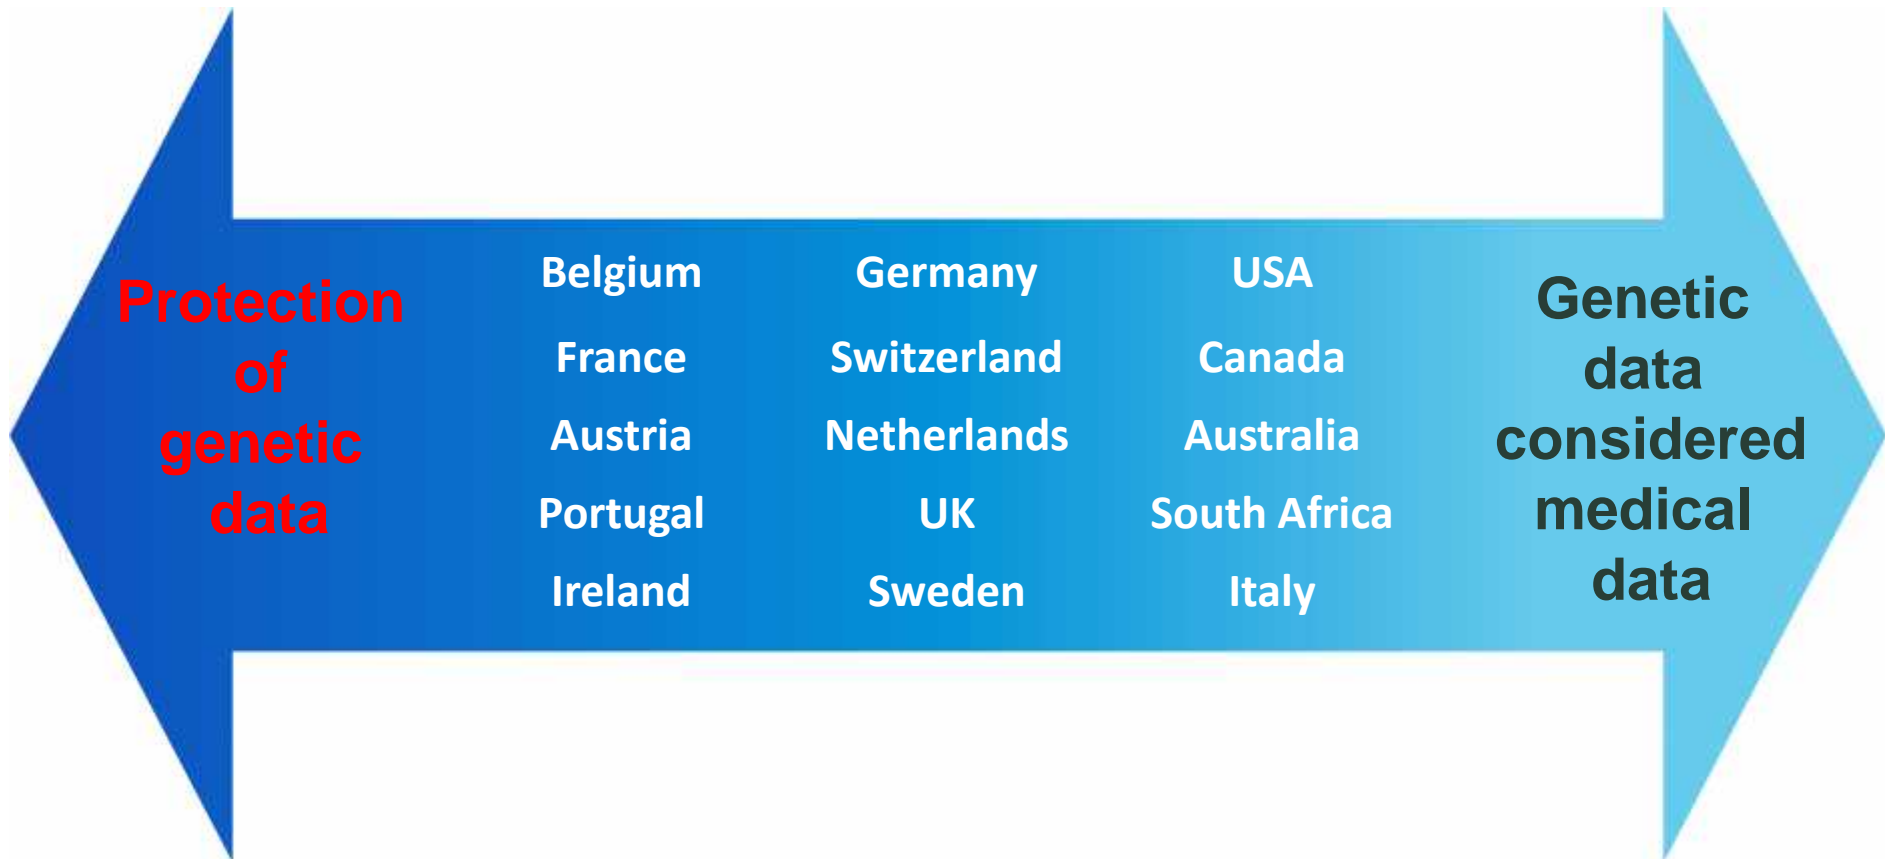 Protection
of
genetic
data
Belgium
France
Austria
Portugal
Ireland
Germany
Switzerland
Netherlands
UK
Sweden
USA
Canada
Australia
South Africa
Italy
Genetic
data
considered
medical
data